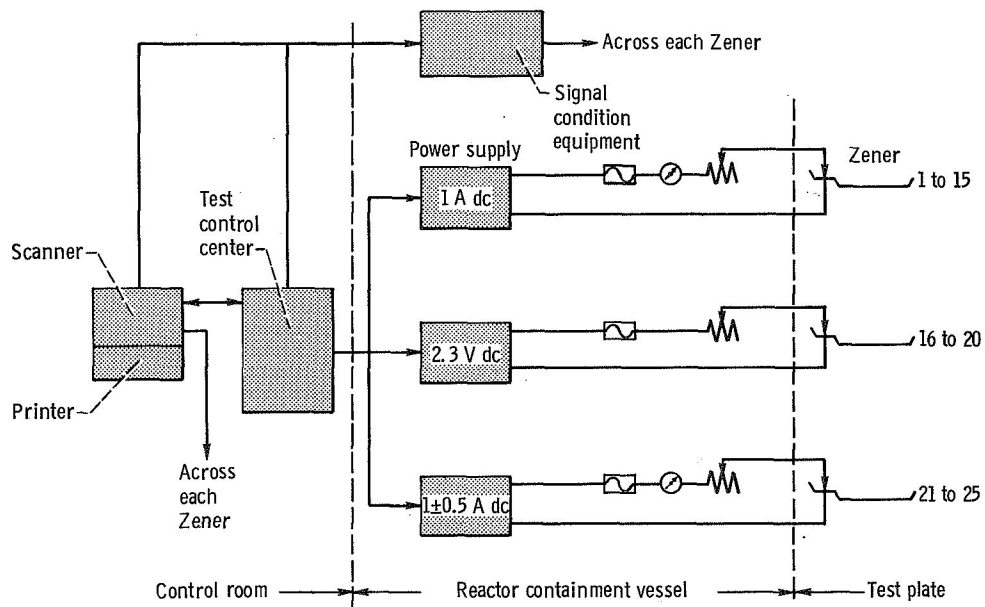 Across each Zener
Signal
condition
equipment
Power supply
Zener
1 A dc
1 to 15
Test
control
center
Scanner
2.3 V dc
16 to 20
Printer
Across
each
Zener
1±0.5 A dc
21 to 25
Control room
Reactor containment vessel
Test plate